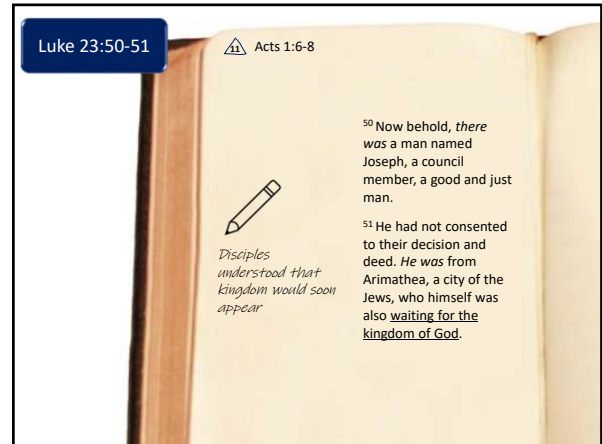 Luke 23:50-51
11 Acts 1:6-8
50 Now behold, there
was a man named
Joseph, a council
member, a good and just
man.
51 He had not consented
to their decision and
deed. He was from
Arimathea, a city of the
Jews, who himself was
also waiting for the
kingdom of God.
Disciples
understood that
kingdom would soon
appear